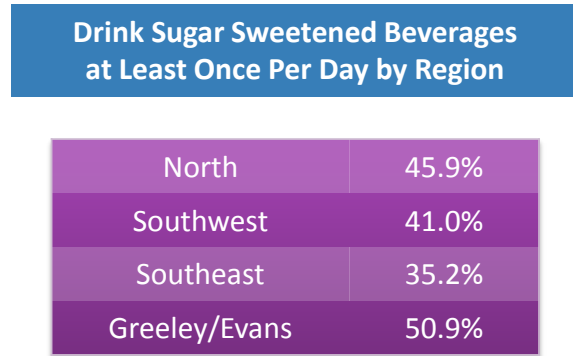 Drink Sugar Sweetened Beverages
at Least Once Per Day by Region
North 45.9%
Southwest 41.0%
Southeast 35.2%
Greeley/Evans 50.9%